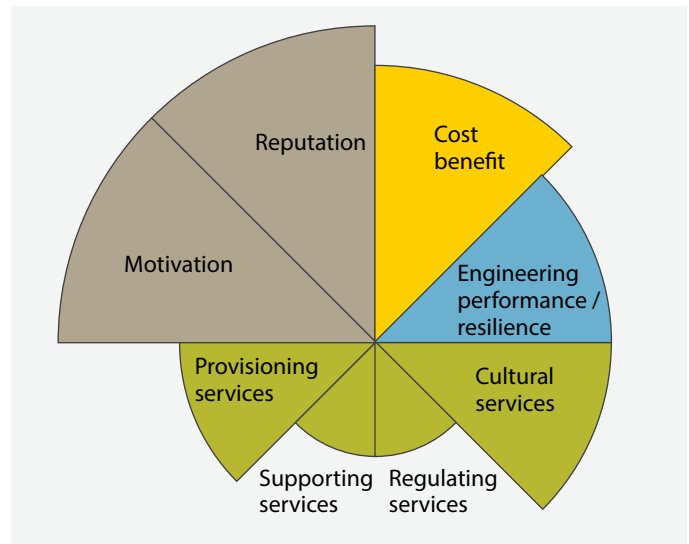 Reputation
Cost
benefit
Motivation
Engineering
performance /
resilience
Provisioning
services
Cultural
services
Supporting
services
Regulating
services